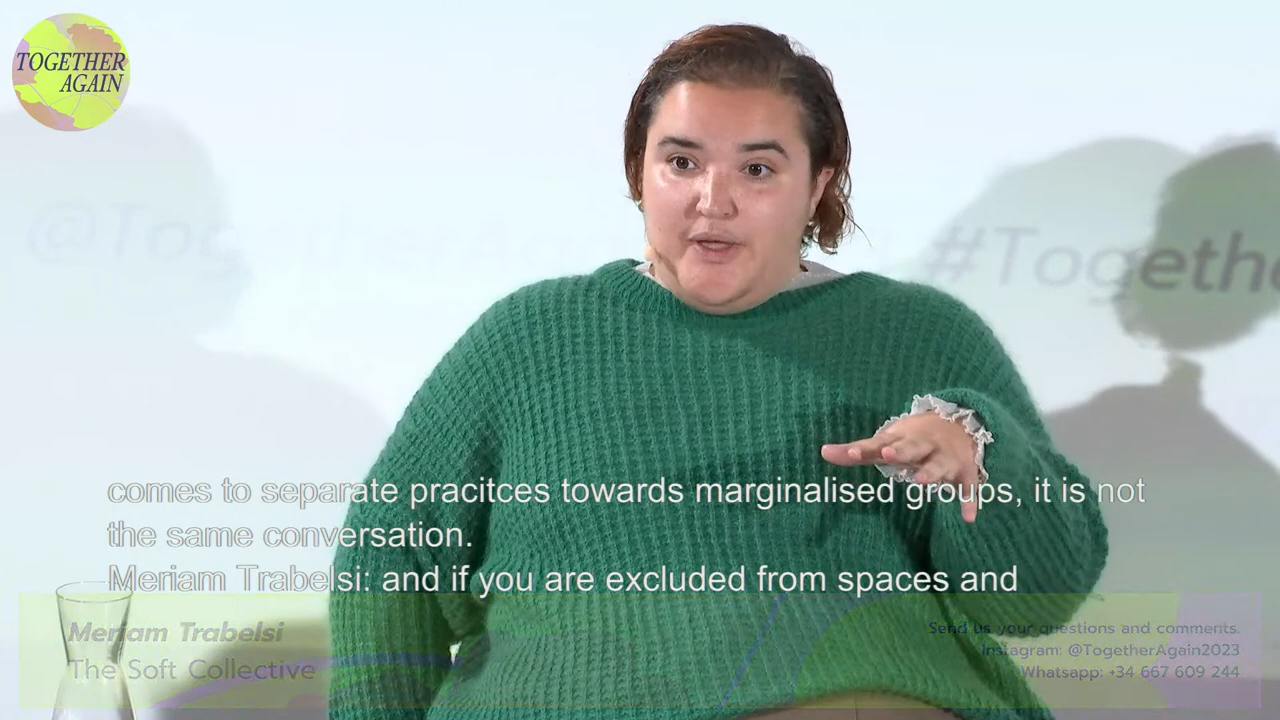 TOGETHER
AGAIN
@TogetherAgain
#Togethe
comes to separate pracitces towards marginalised groups, it is not
the same conversation.
Meriam Trabelsi: and if you are excluded from spaces and
Meriam Trabelsi
The Soft Collective
Send us your questions and comments.
Instagram: @TogetherAgain2023
Whatsapp: +34 667 609 244